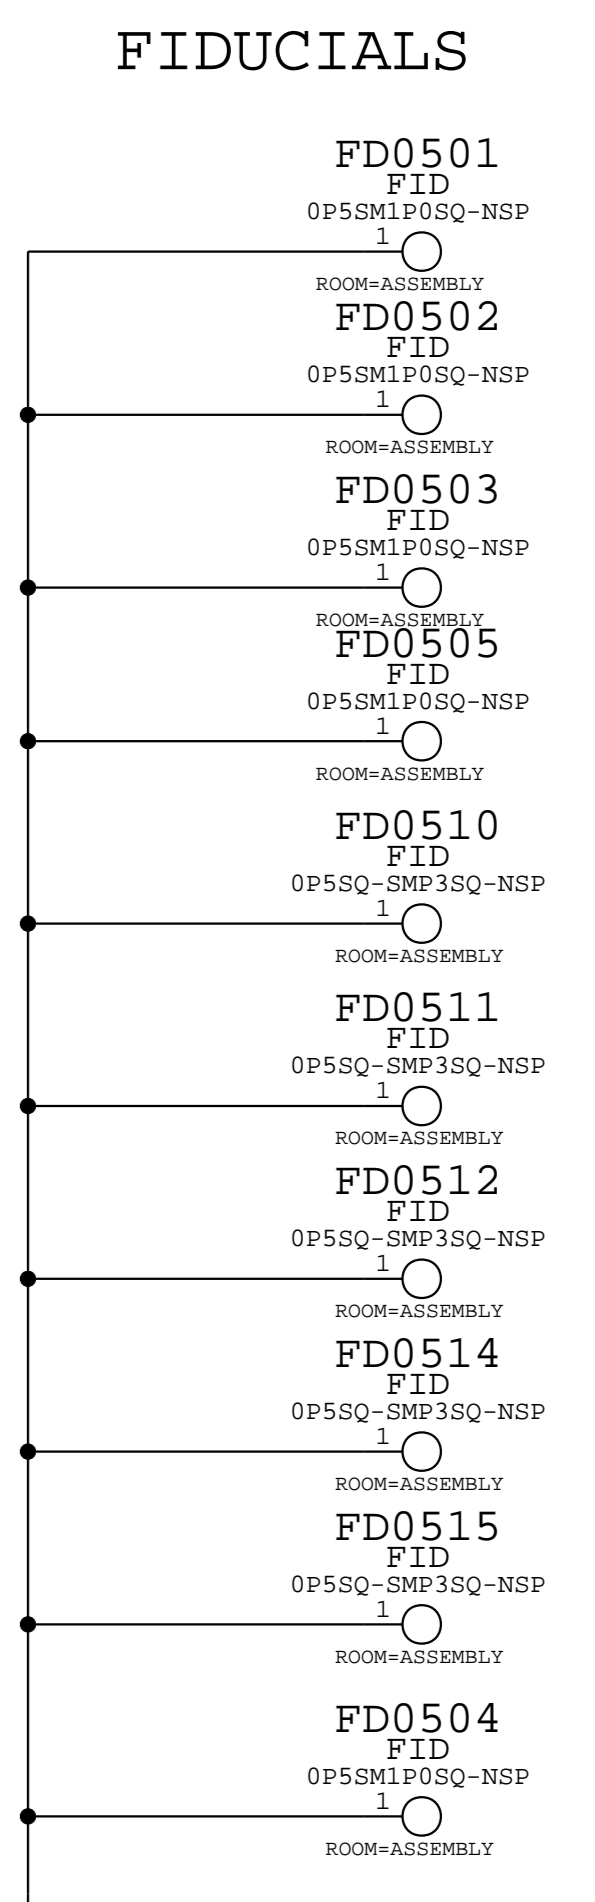 FIDUCIALS
FD0501
FID
0P5SM1P0SQ-NSP
1
ROOM=ASSEMBLY
FD0502
FID
0P5SM1P0SQ-NSP
1
ROOM=ASSEMBLY
FD0503
FID
0P5SM1P0SQ-NSP
1
ROOM=ASSEMBLY
FD0505
FID
0P5SM1P0SQ-NSP
1
ROOM=ASSEMBLY
FD0510
FID
0P5SQ-SMP3SQ-NSP
1
ROOM=ASSEMBLY
FD0511
FID
0P5SQ-SMP3SQ-NSP
1
ROOM=ASSEMBLY
FD0512
FID
0P5SQ-SMP3SQ-NSP
1
ROOM=ASSEMBLY
FD0514
FID
0P5SQ-SMP3SQ-NSP
1
ROOM=ASSEMBLY
FD0515
FID
0P5SQ-SMP3SQ-NSP
1
ROOM=ASSEMBLY
FD0504
FID
0P5SM1P0SQ-NSP
1
ROOM=ASSEMBLY